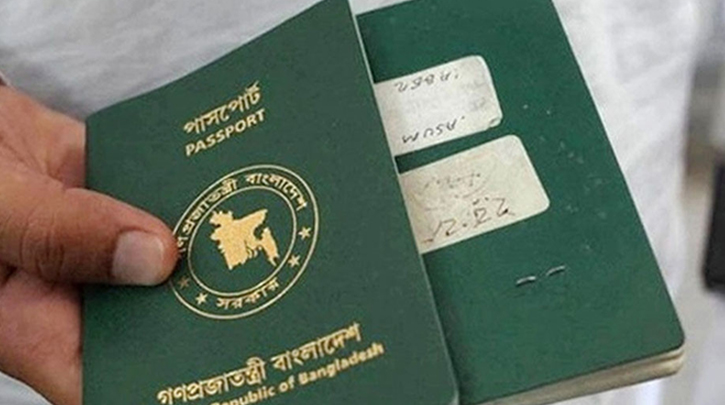 পাসপোর্ট
PASSPORT
গণপ্রজাতন্ত্রী বাংলাদেশ
সরকার
গণপ্রজাতন্ত্রী বাংলাদেশ
Republic of Bangladesh